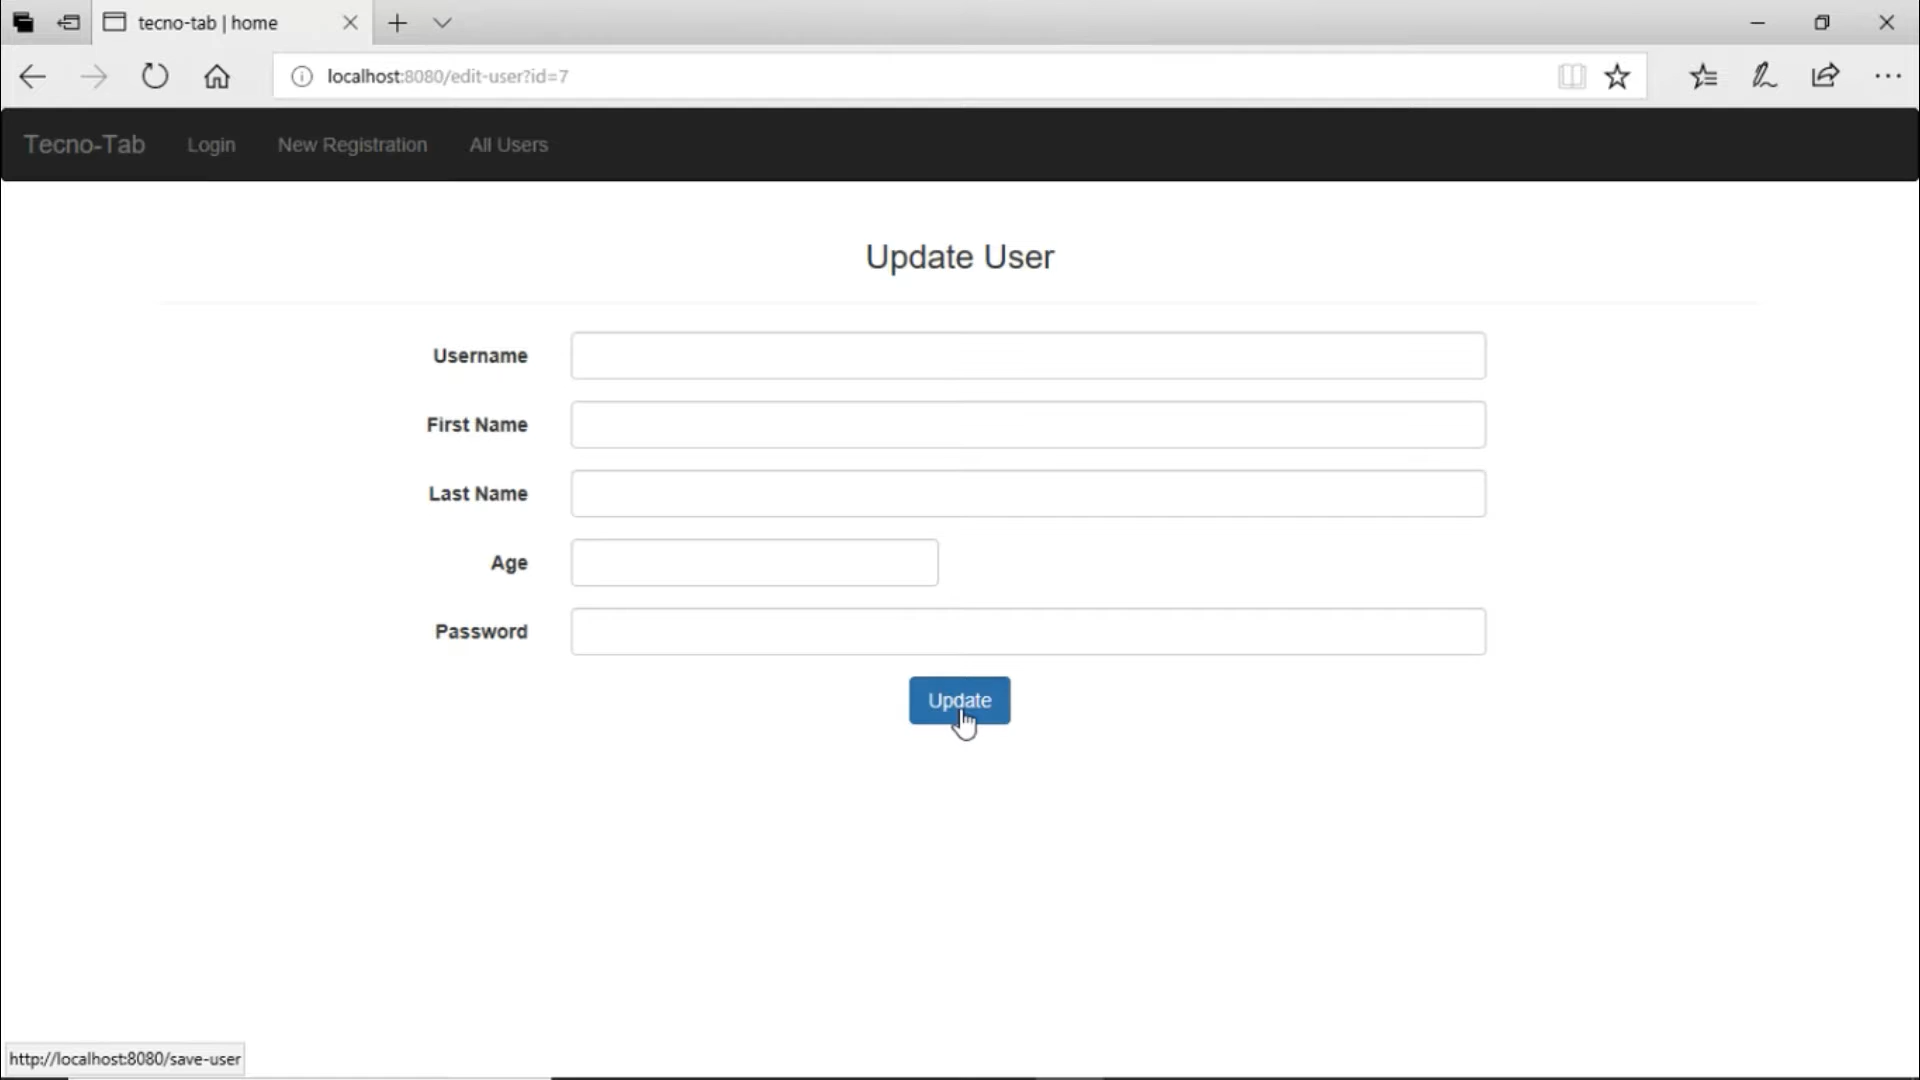 tecno-tab | home
localhost:8080/edit-user?id=7
Tecno-Tab Login New Registration All Users
Update User
Username
First Name
Last Name
Age
Password
Update
http://localhost:8080/save-user